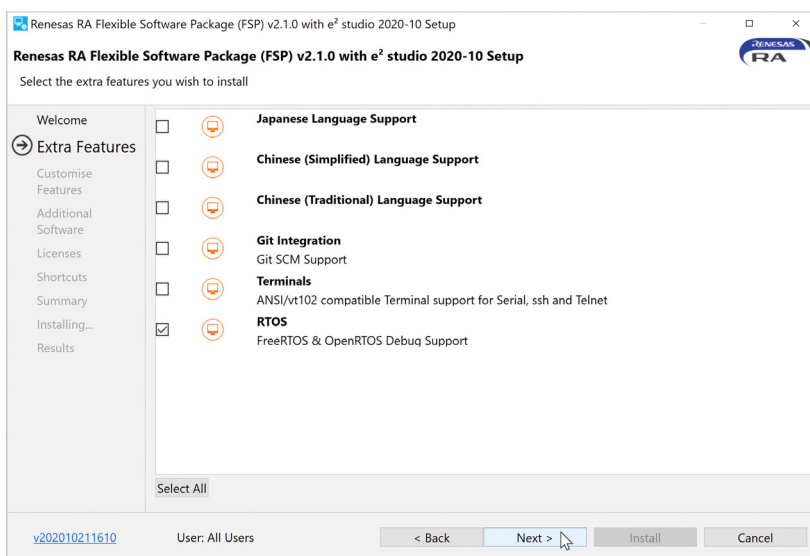 Renesas RA Flexible Software Package (FSP) v2.1.0 with e² studio 2020-10 Setup
Renesas RA Flexible Software Package (FSP) v2.1.0 with e² studio 2020-10 Setup
Select the extra features you wish to install
RENESAS
RA
Welcome
Extra Features
Customise
Features
Additional
Software
Licenses
Shortcuts
Summary
Installing...
Results
Japanese Language Support
Chinese (Simplified) Language Support
Chinese (Traditional) Language Support
Git Integration
Git SCM Support
Terminals
ANSI/vt102 compatible Terminal support for Serial, ssh and Telnet
RTOS
FreeRTOS & OpenRTOS Debug Support
Select All
v202010211610
User: All Users
< Back
Next >
Install
Cancel